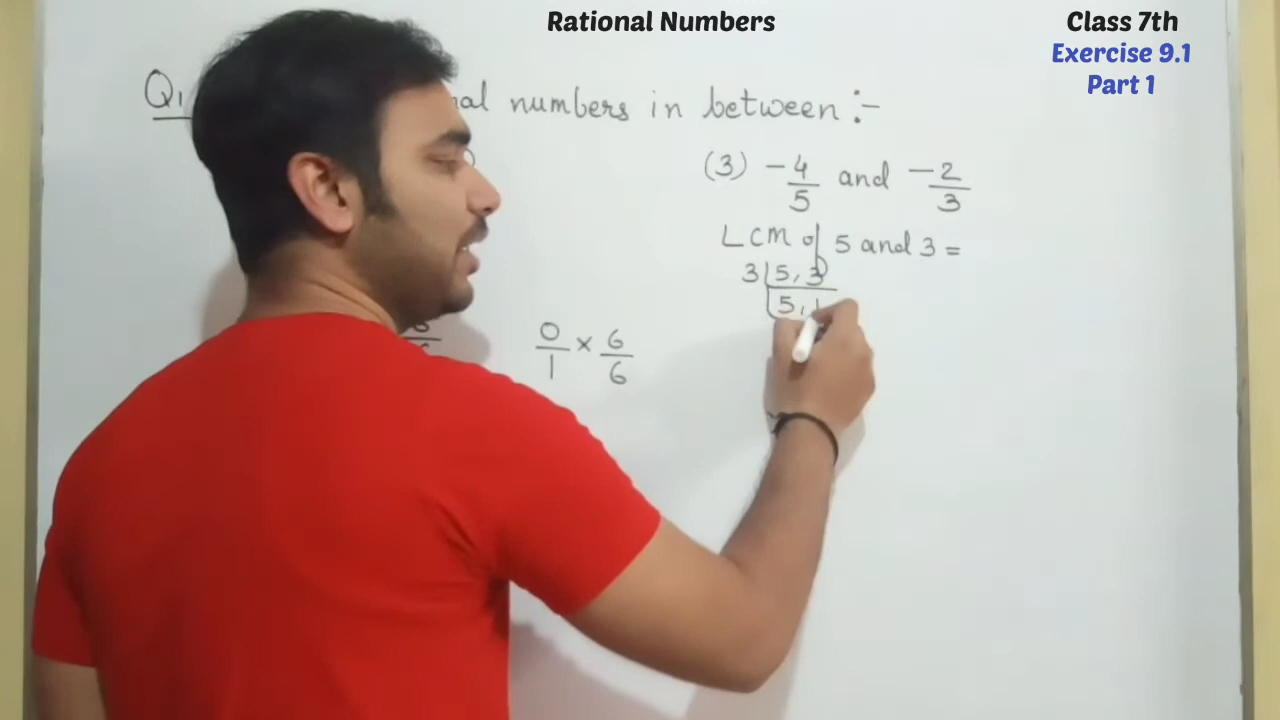 Rational Numbers
Class 7th
Exercise 9.1
Part 1
Q1 numbers in between :-
(3) -4/5 and -2/3
LCM of 5 and 3 =
3 | 5, 3
5, 1
0/1 × 6/6